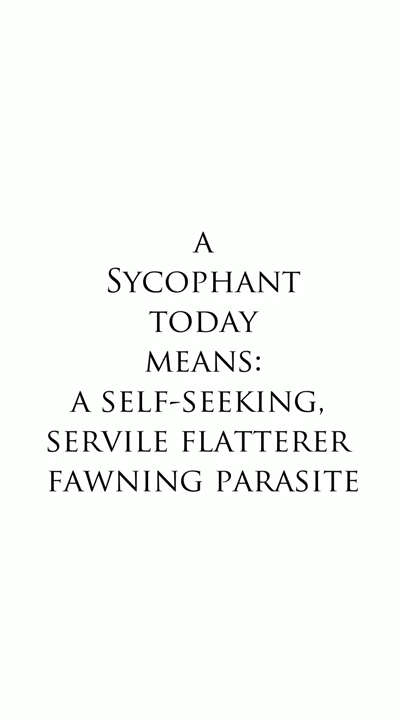 A
SYCOPHANT
TODAY
MEANS:
A SELF-SEEKING,
SERVILE FLATTERER
FAWNING PARASITE